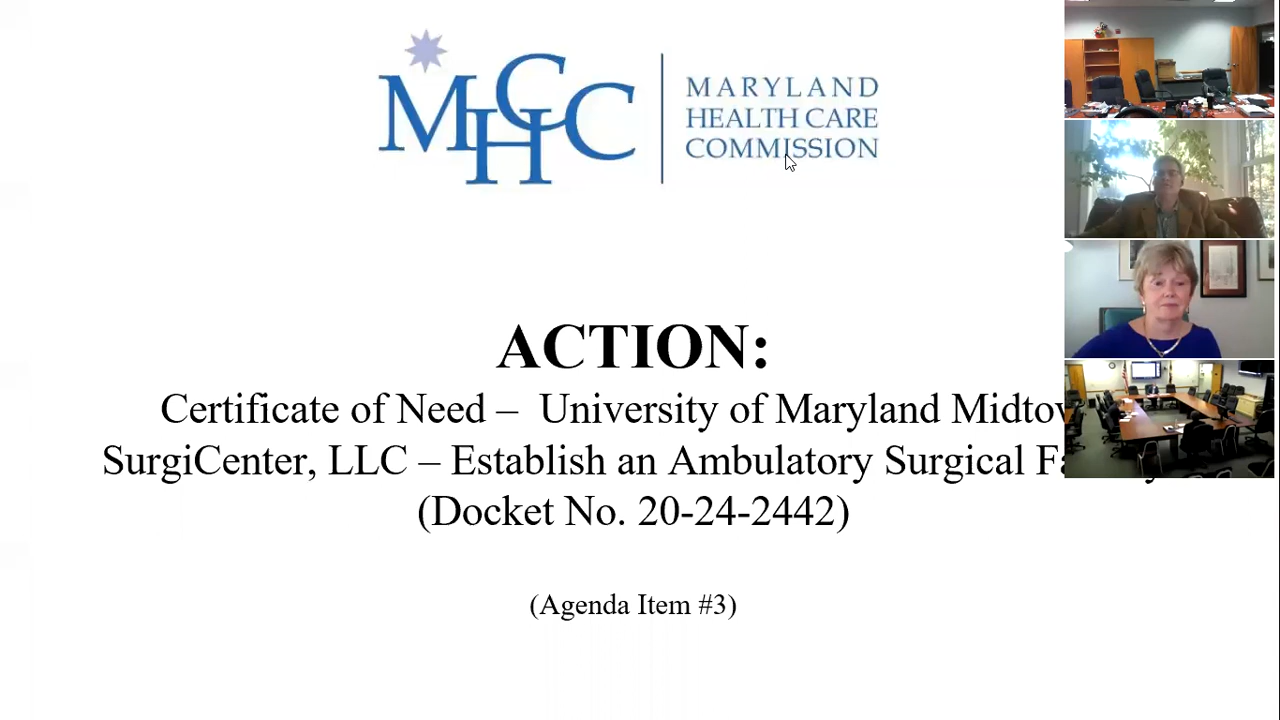 MHCC
MARYLAND
HEALTH CARE
COMMISSION
ACTION:
Certificate of Need – University of Maryland
SurgiCenter, LLC – Establish an Ambulatory Surgical
(Docket No. 20-24-2442)
(Agenda Item #3)